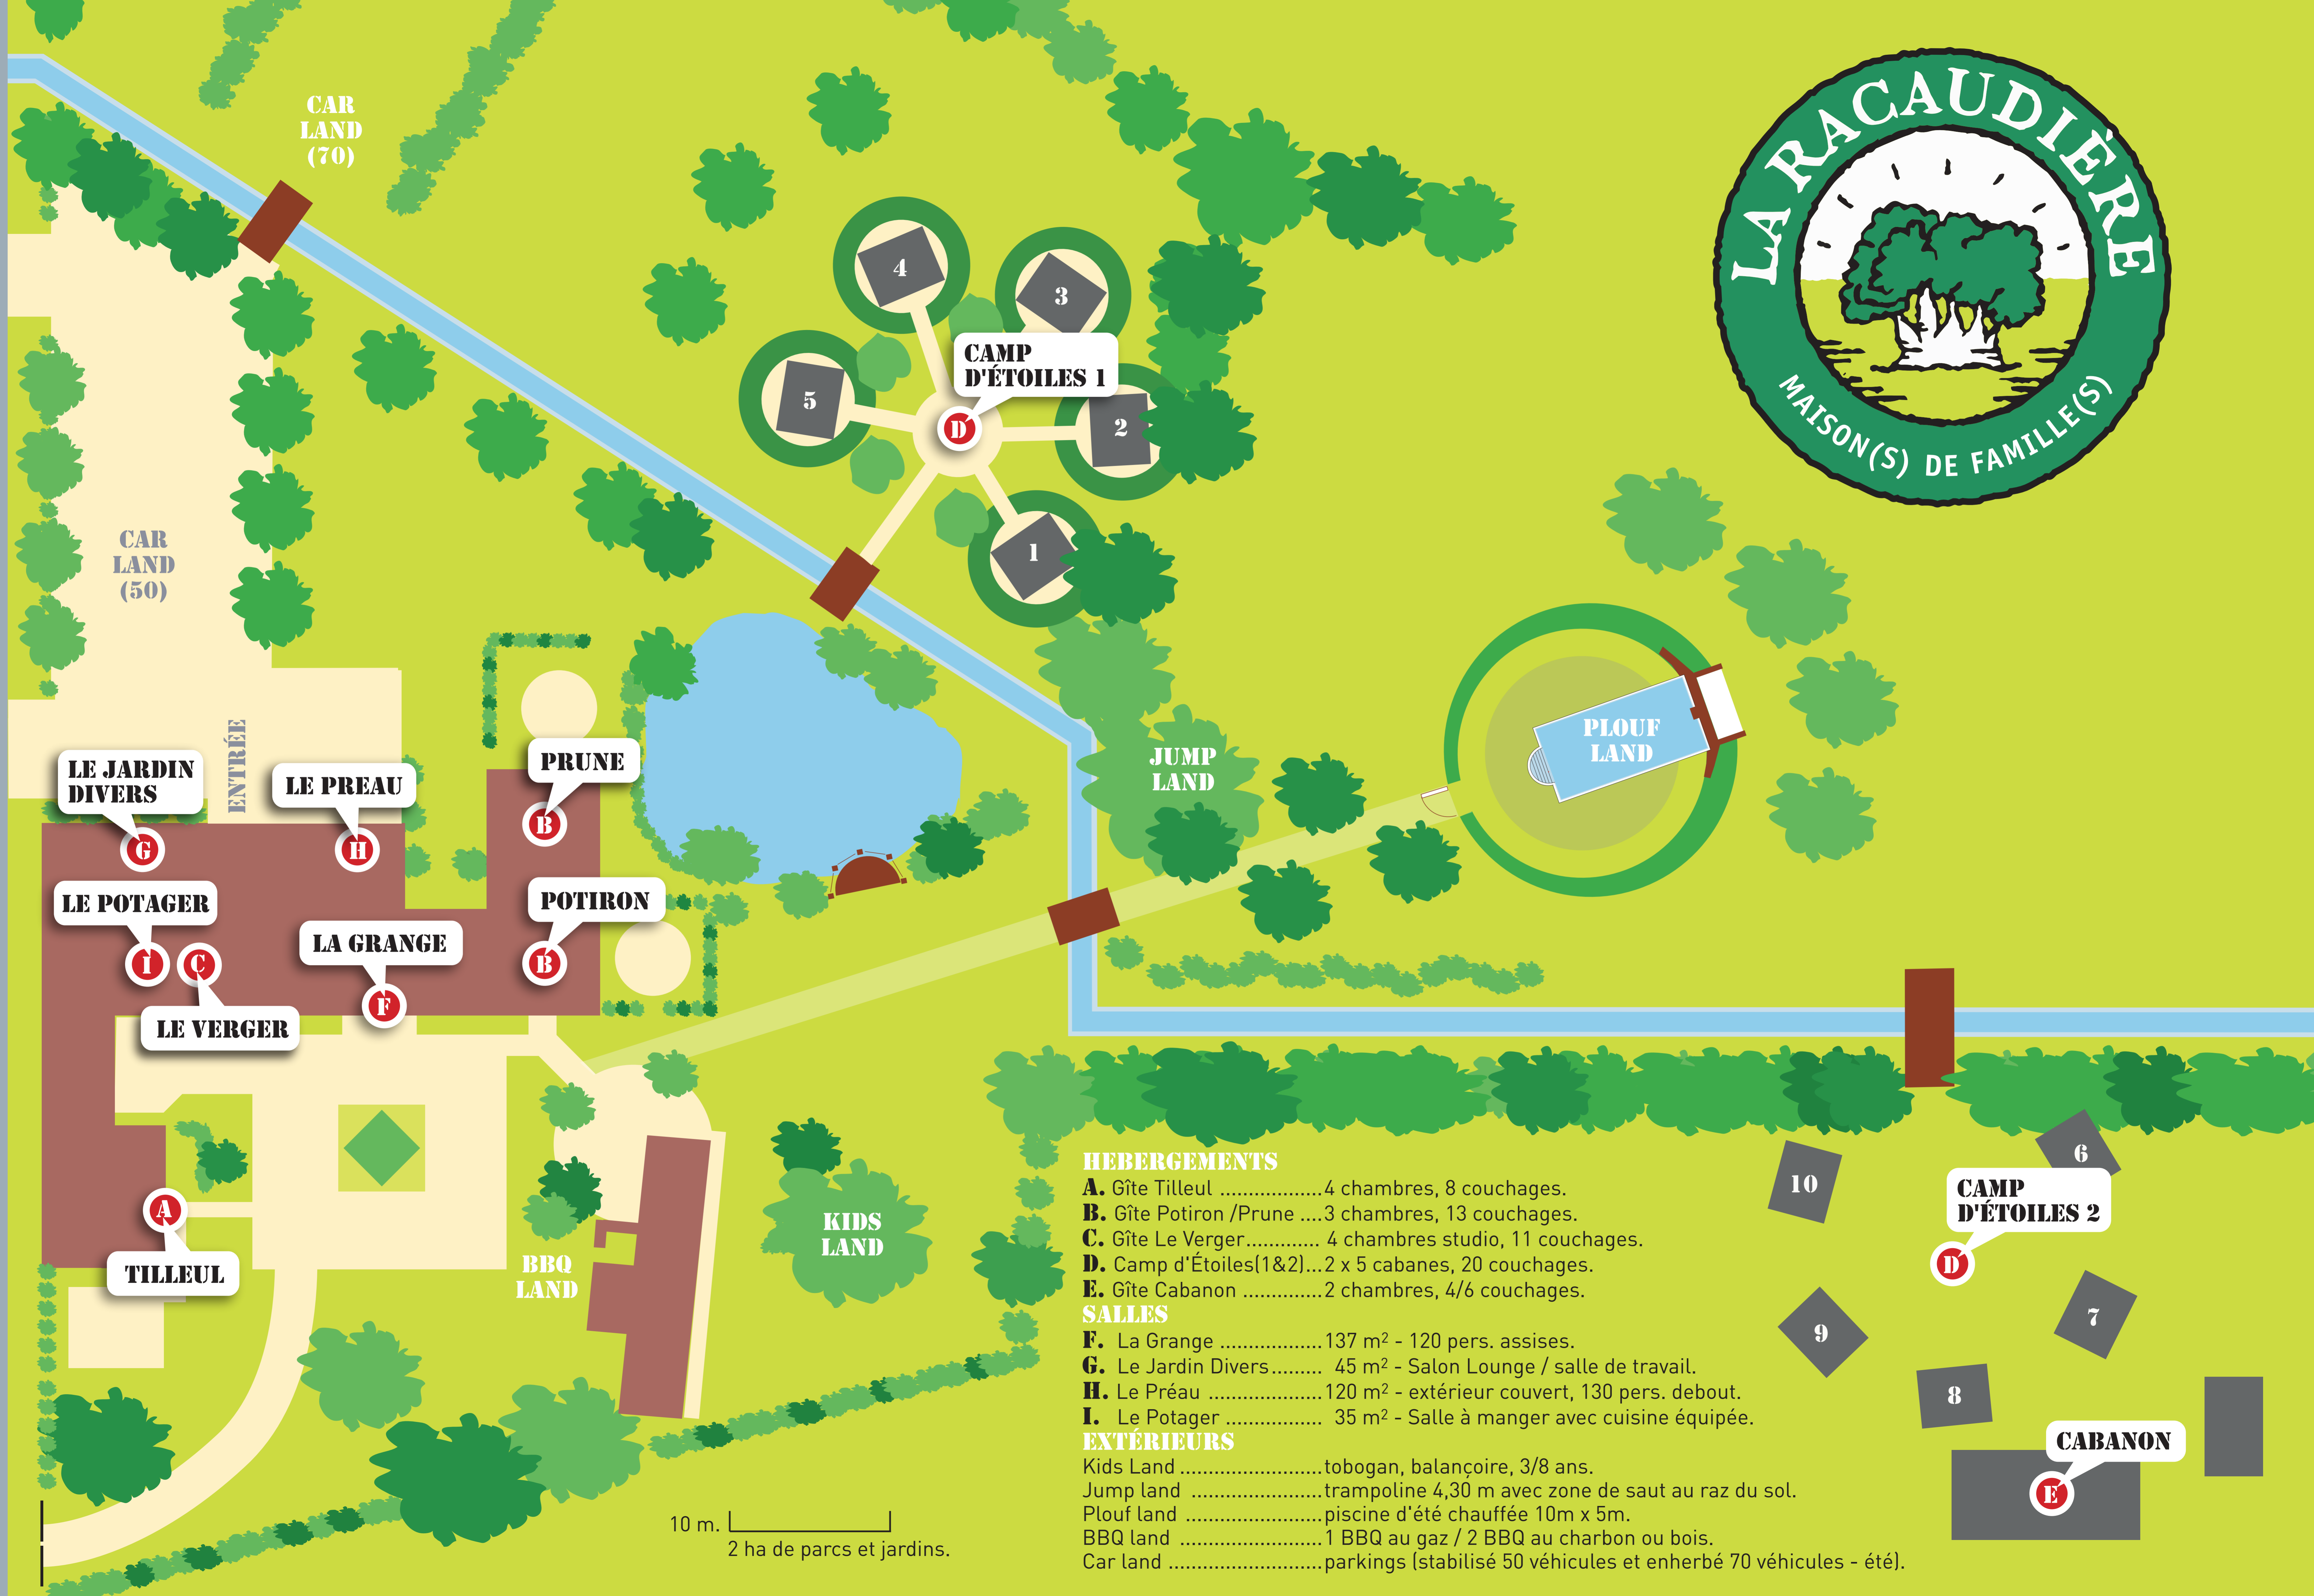 LA RACAUDIÈRE
MAISON(S) DE FAMILLE(S)
CAR
LAND
(70)
4
3
CAMP
D'ÉTOILES 1
5
D
2
1
CAR
LAND
(50)
ENTRÉE
PLOUF
LAND
JUMP
LAND
LE JARDIN
DIVERS
G
LE PREAU
H
PRUNE
B
LE POTAGER
I
C
LE VERGER
LA GRANGE
F
POTIRON
B
A
TILLEUL
BBQ
LAND
KIDS
LAND
10
6
CAMP
D'ÉTOILES 2
D
9
7
8
CABANON
E
HEBERGEMENTS
A. Gîte Tilleul ..................4 chambres, 8 couchages.
B. Gîte Potiron /Prune ....3 chambres, 13 couchages.
C. Gîte Le Verger............. 4 chambres studio, 11 couchages.
D. Camp d'Étoiles(1&2)...2 x 5 cabanes, 20 couchages.
E. Gîte Cabanon ..............2 chambres, 4/6 couchages.
SALLES
F. La Grange ..................137 m² - 120 pers. assises.
G. Le Jardin Divers......... 45 m² - Salon Lounge / salle de travail.
H. Le Préau ....................120 m² - extérieur couvert, 130 pers. debout.
I. Le Potager ................. 35 m² - Salle à manger avec cuisine équipée.
EXTÉRIEURS
Kids Land .........................tobogan, balançoire, 3/8 ans.
Jump land .......................trampoline 4,30 m avec zone de saut au raz du sol.
Plouf land ........................piscine d'été chauffée 10m x 5m.
BBQ land .........................1 BBQ au gaz / 2 BBQ au charbon ou bois.
Car land ...........................parkings (stabilisé 50 véhicules et enherbé 70 véhicules - été).
10 m.
2 ha de parcs et jardins.